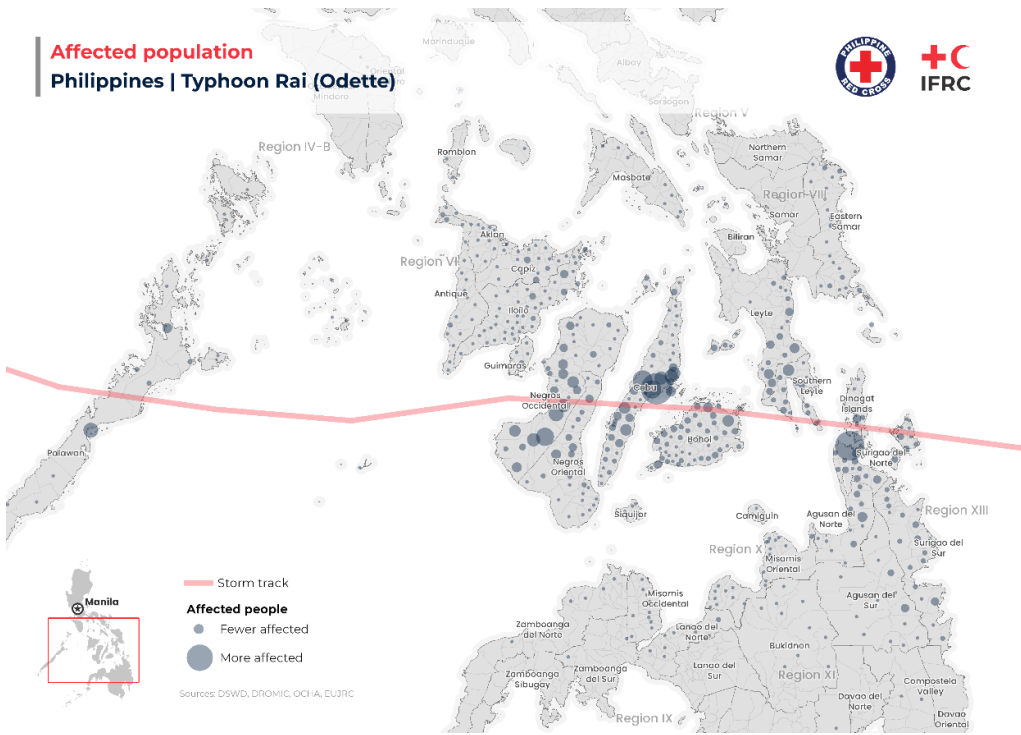 Affected population
Philippines | Typhoon Rai (Odette)
PHILIPPINE
RED CROSS
IFRC
Marinduque
Oriental
Mindoro
Albay
Sorsogon
Region V
Region IV-B
Romblon
Masbate
Northern
Samar
Region VIII
Samar
Eastern
Samar
Biliran
Aklan
Region VI
Capiz
Antique
Iloilo
Leyte
Guimaras
Cebu
Negros
Occidental
Southern
Leyte
Dinagat
Islands
Bohol
Surigao del
Norte
Palawan
Negros
Oriental
Siquijor
Camiguin
Agusan del
Norte
Region XIII
Surigao del
Sur
Region X
Misamis
Oriental
Misamis
Occidental
Agusan del
Sur
Zamboanga
del Norte
Lanao del
Norte
Bukidnon
Zamboanga
Sibugay
Zamboanga
del Sur
Lanao del
Sur
Region XI
Compostela
Valley
Davao del
Norte
Davao
Oriental
Region IX
Manila
Storm track
Affected people
Fewer affected
More affected
Sources: DSWD, DROMIC, OCHA, EUJRC